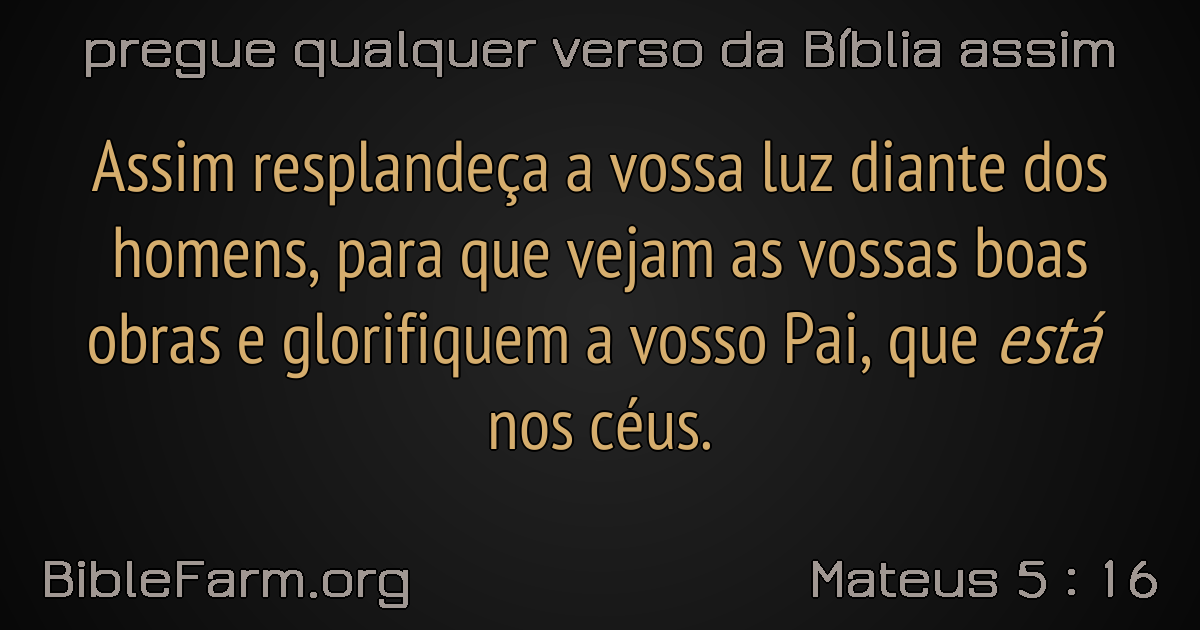 pregue qualquer verso da Bíblia assim
Assim resplandeça a vossa luz diante dos
homens, para que vejam as vossas boas
obras e glorifiquem a vosso Pai, que está
nos céus.
BibleFarm.org
Mateus 5 : 16